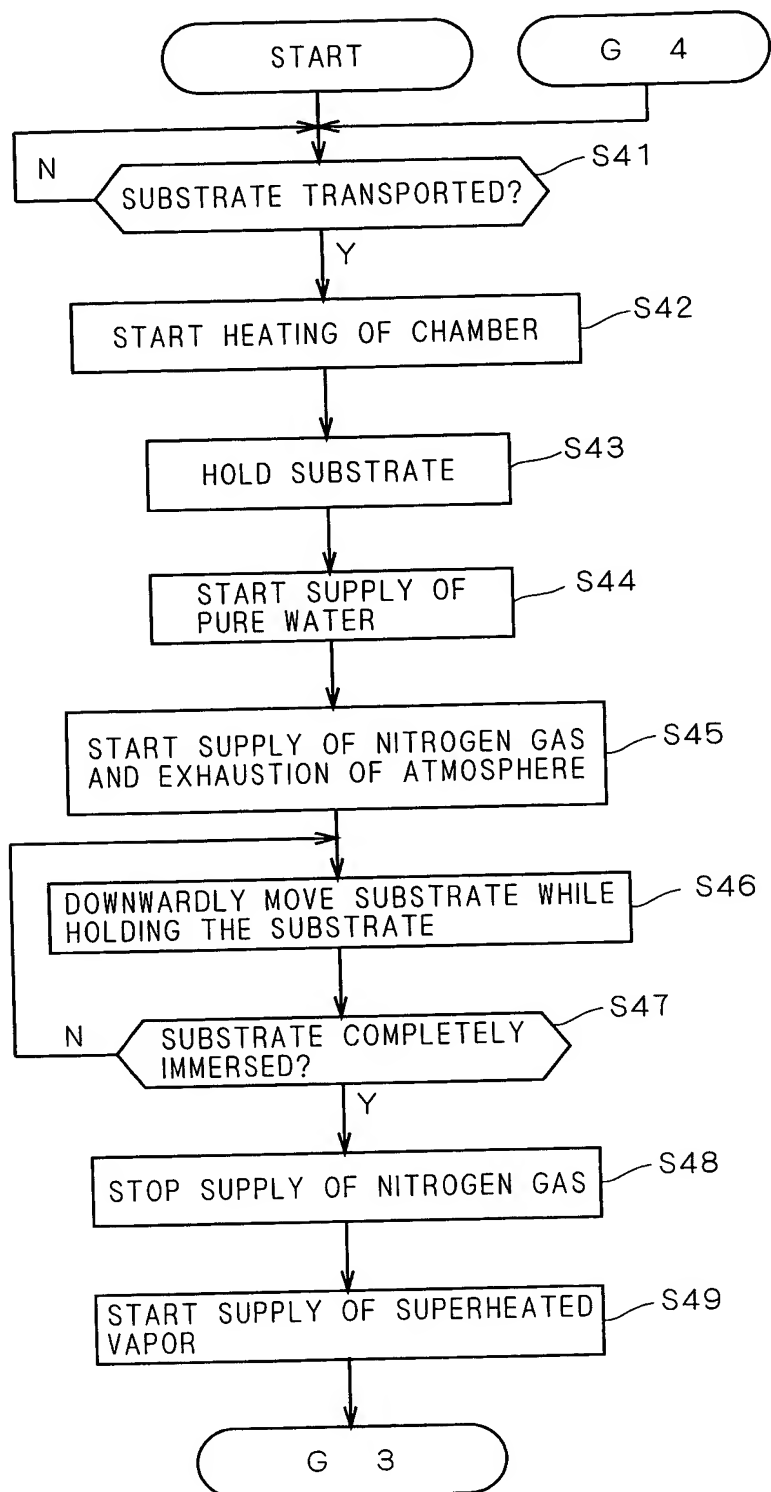 START
G 4
N
S41
SUBSTRATE TRANSPORTED?
Y
S42
START HEATING OF CHAMBER
S43
HOLD SUBSTRATE
S44
START SUPPLY OF
PURE WATER
S45
START SUPPLY OF NITROGEN GAS
AND EXHAUSTION OF ATMOSPHERE
S46
DOWNWARDLY MOVE SUBSTRATE WHILE
HOLDING THE SUBSTRATE
S47
N
SUBSTRATE COMPLETELY
IMMERSED?
Y
S48
STOP SUPPLY OF NITROGEN GAS
S49
START SUPPLY OF SUPERHEATED
VAPOR
G 3